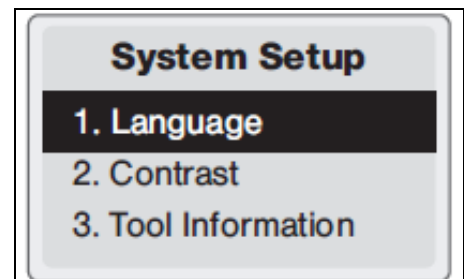 System Setup
1. Language
2. Contrast
3. Tool Information